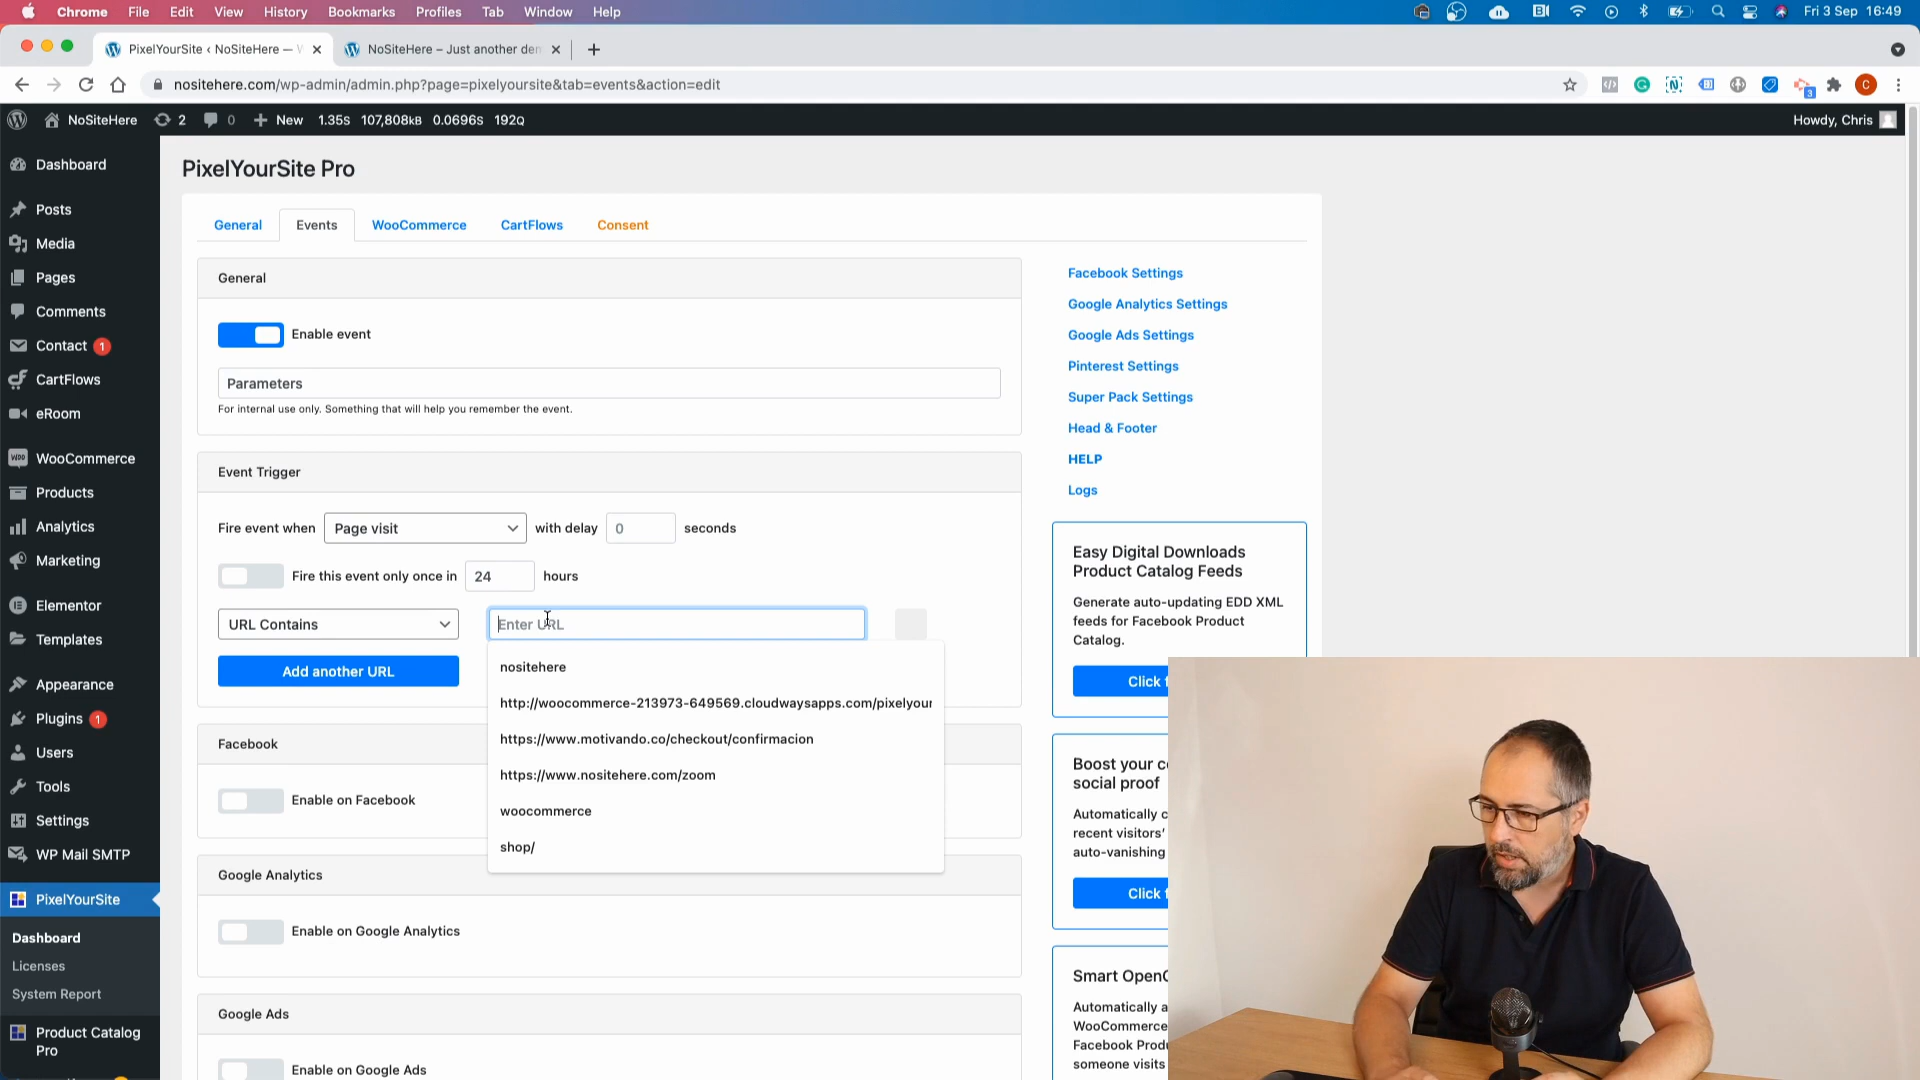 Chrome File Edit View History Bookmarks Profiles Tab Window Help
Fri 3 Sep 16:49
PixelYourSite ‹ NoSiteHere —
NoSiteHere – Just another
nositehere.com/wp-admin/admin.php?page=pixelyoursite&tab=events&action=edit
NoSiteHere 2 0 New 1.35S 107,808KB 0.0696S 192Q
Howdy, Chris
Dashboard
Posts
Media
Pages
Comments
Contact 1
CartFlows
eRoom
WooCommerce
Products
Analytics
Marketing
Elementor
Templates
Appearance
Plugins 1
Users
Tools
Settings
WP Mail SMTP
PixelYourSite
Dashboard
Licenses
System Report
Product Catalog
Pro
PixelYourSite Pro
General Events WooCommerce CartFlows Consent
General
Enable event
Parameters
For internal use only. Something that will help you remember the event.
Event Trigger
Fire event when Page visit with delay 0 seconds
Fire this event only once in 24 hours
URL Contains Enter URL
Add another URL
nositehere
http://woocommerce-213973-649569.cloudwaysapps.com/pixelyour
https://www.motivando.co/checkout/confirmacion
https://www.nositehere.com/zoom
woocommerce
shop/
Facebook
Enable on Facebook
Google Analytics
Enable on Google Analytics
Google Ads
Enable on Google Ads
Facebook Settings
Google Analytics Settings
Google Ads Settings
Pinterest Settings
Super Pack Settings
Head & Footer
HELP
Logs
Easy Digital Downloads
Product Catalog Feeds
Generate auto-updating EDD XML
feeds for Facebook Product
Catalog.
Click
Boost your
social proof
Automatically
recent visitors'
auto-vanishing
Click
Smart
Automatically
WooCommerce
Facebook
someone visits